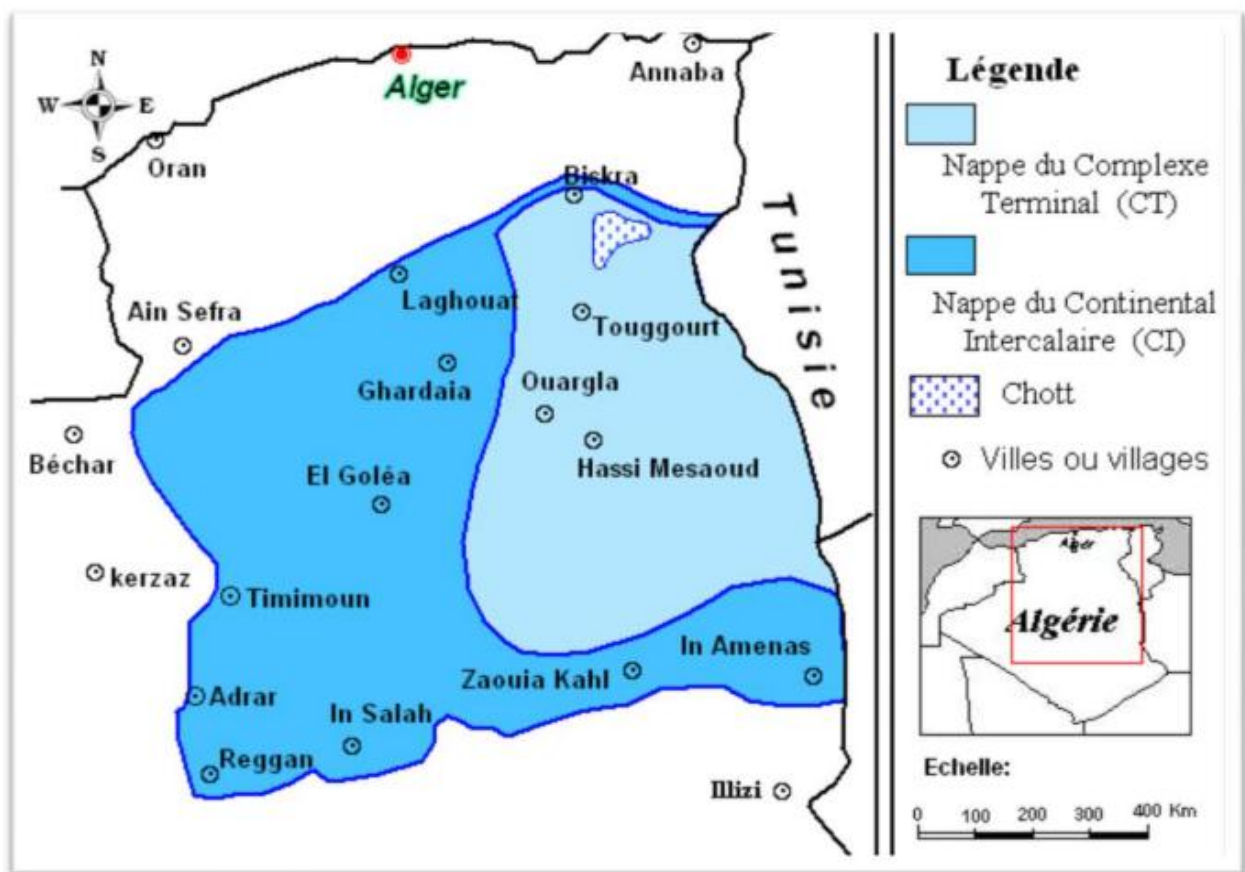 N
W E
S
Alger
Annaba
Oran
Biskra
Tunisie
Laghouat
Ain Sefra
Touggourt
Ghardaia
Ouargla
Béchar
Hassi Mesaoud
El Goléa
kerzaz
Timimoun
In Amenas
Zaouia Kahl
Adrar
In Salah
Reggan
Illizi
Légende
Nappe du Complexe
Terminal (CT)
Nappe du Continental
Intercalaire (CI)
Chott
Villes ou villages
Alger
Algérie
Echelle:
0 100 200 300 400 Km